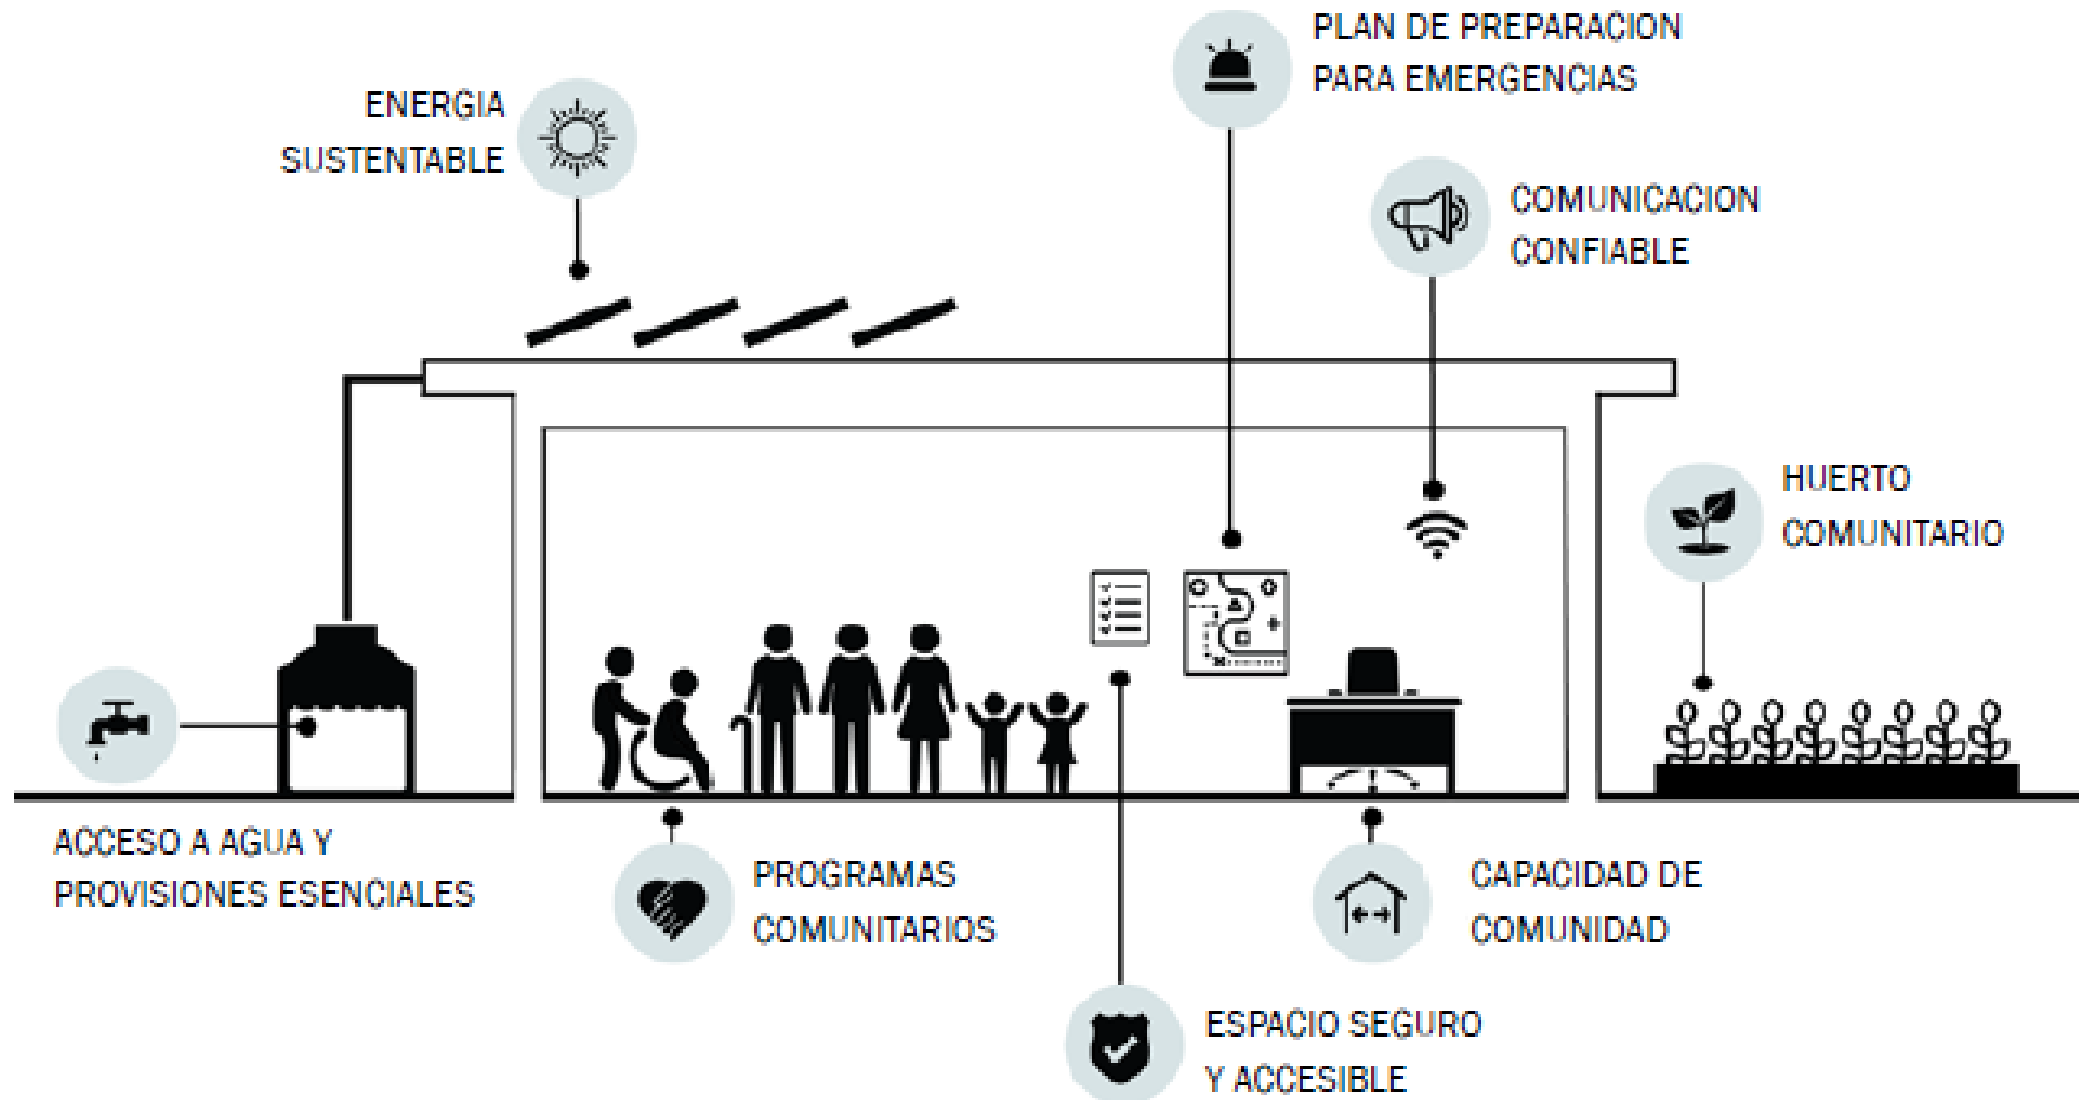 PLAN DE PREPARACION
PARA EMERGENCIAS
ENERGIA
SUSTENTABLE
COMUNICACION
CONFIABLE
HUERTO
COMUNITARIO
ACCESO A AGUA Y
PROVISIONES ESENCIALES
PROGRAMAS
COMUNITARIOS
CAPACIDAD DE
COMUNIDAD
ESPACIO SEGURO
Y ACCESIBLE